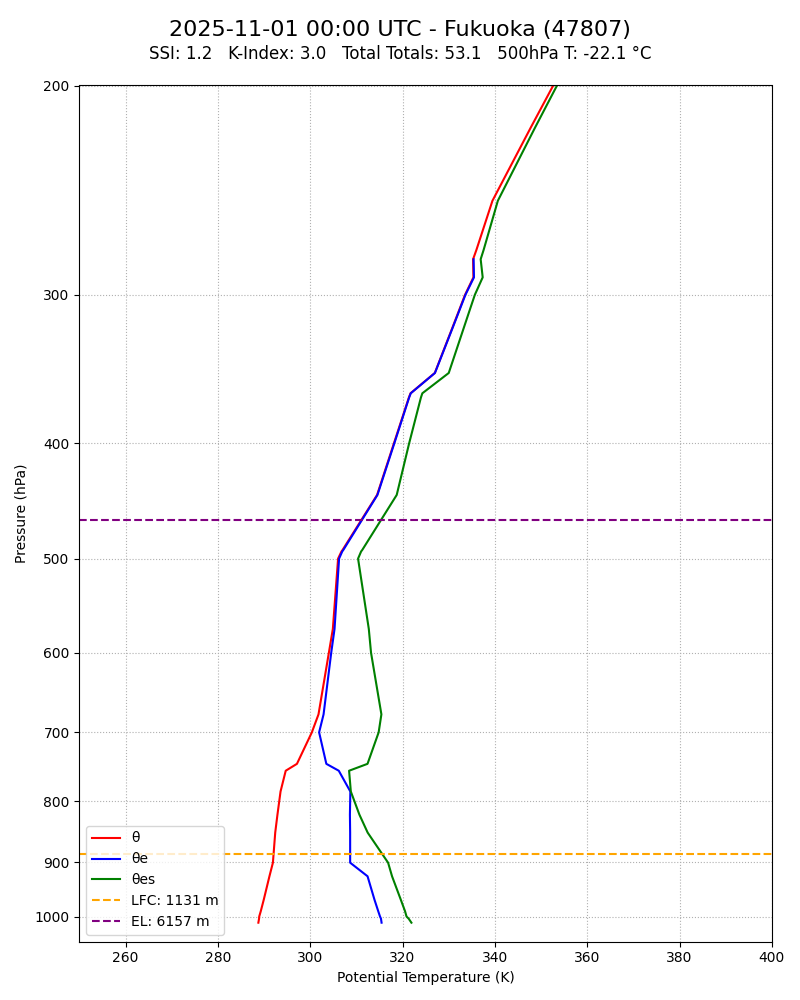 2025-11-01 00:00 UTC - Fukuoka (47807)
SSI: 1.2 K-Index: 3.0 Total Totals: 53.1 500hPa T: -22.1 °C
200
300
400
500
600
700
800
900
1000
Pressure (hPa)
θ
θe
θes
LFC: 1131 m
EL: 6157 m
260 280 300 320 340 360 380 400
Potential Temperature (K)